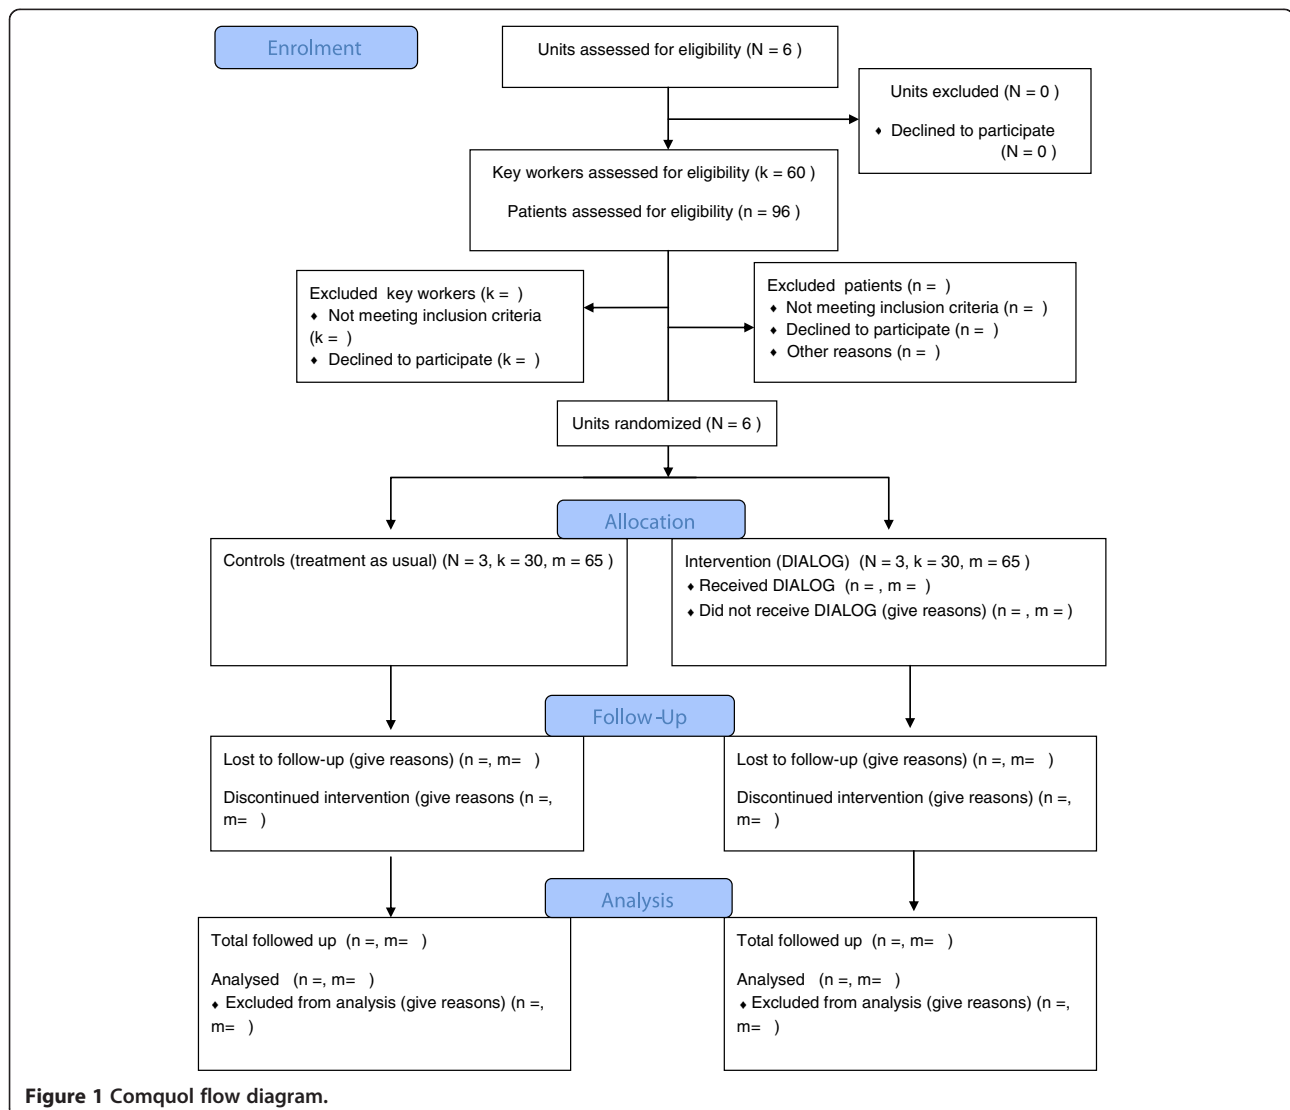 Enrolment
Units assessed for eligibility (N = 6 )
Units excluded (N = 0 )
♦ Declined to participate
(N = 0 )
Key workers assessed for eligibility (k = 60 )
Patients assessed for eligibility (n = 96 )
Excluded key workers (k = )
♦ Not meeting inclusion criteria
(k = )
♦ Declined to participate (k = )
Excluded patients (n = )
♦ Not meeting inclusion criteria (n = )
♦ Declined to participate (n = )
♦ Other reasons (n = )
Units randomized (N = 6 )
Allocation
Controls (treatment as usual) (N = 3, k = 30, m = 65 )
Intervention (DIALOG) (N = 3, k = 30, m = 65 )
♦ Received DIALOG (n = , m = )
♦ Did not receive DIALOG (give reasons) (n = , m = )
Follow-Up
Lost to follow-up (give reasons) (n =, m= )
Discontinued intervention (give reasons (n =,
m= )
Lost to follow-up (give reasons) (n =, m= )
Discontinued intervention (give reasons) (n =,
m= )
Analysis
Total followed up (n =, m= )
Analysed (n =, m= )
♦ Excluded from analysis (give reasons) (n =,
m= )
Total followed up (n =, m= )
Analysed (n =, m= )
♦ Excluded from analysis (give reasons) (n =,
m= )
Figure 1 Comquol flow diagram.